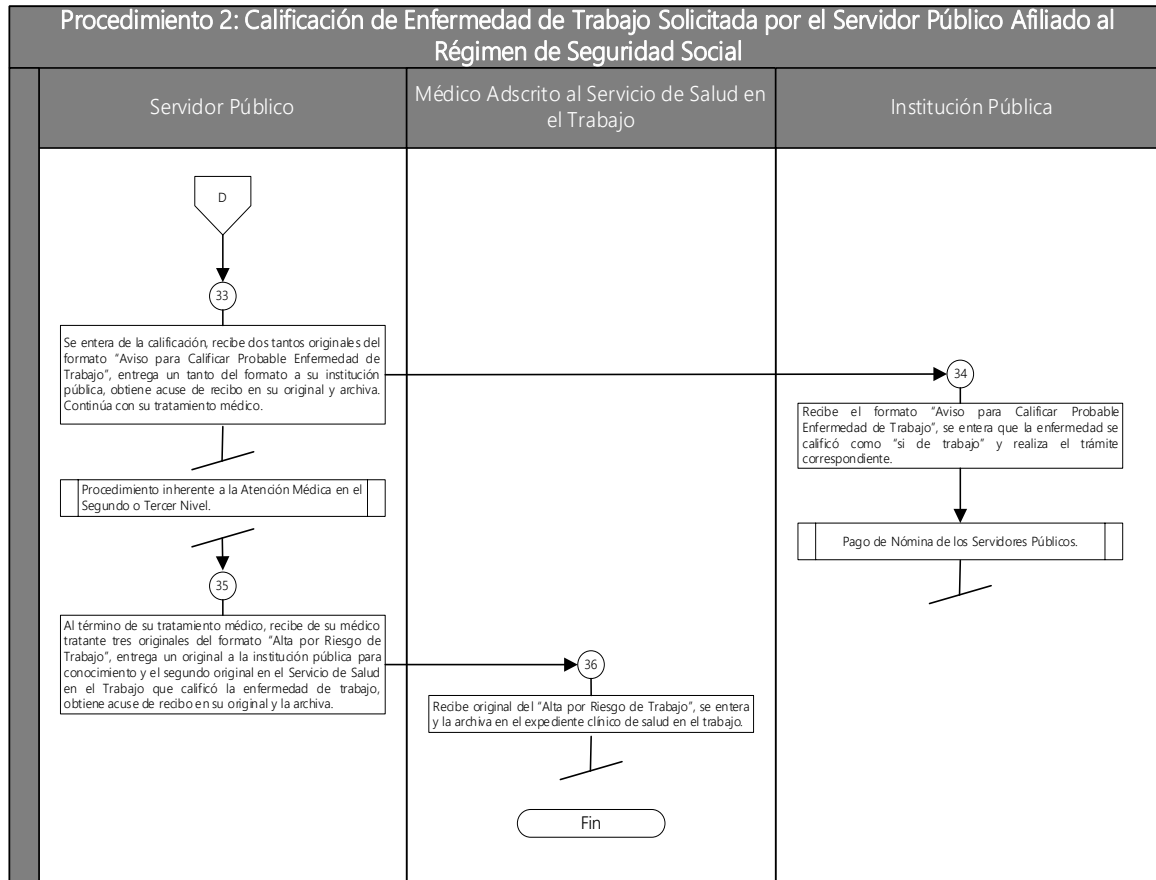 Procedimiento 2: Calificación de Enfermedad de Trabajo Solicitada por el Servidor Público Afiliado al
Régimen de Seguridad Social
Servidor Público
Médico Adscrito al Servicio de Salud en
el Trabajo
Institución Pública
D
33
Se entera de la calificación, recibe dos tantos originales del
formato "Aviso para Calificar Probable Enfermedad de
Trabajo", entrega un tanto del formato a su institución
pública, obtiene acuse de recibo en su original y archiva.
Continúa con su tratamiento médico.
34
Recibe el formato "Aviso para Calificar Probable
Enfermedad de Trabajo", se entera que la enfermedad se
calificó como "si de trabajo" y realiza el trámite
correspondiente.
Procedimiento inherente a la Atención Médica en el
Segundo o Tercer Nivel.
Pago de Nómina de los Servidores Públicos.
35
Al término de su tratamiento médico, recibe de su médico
tratante tres originales del formato "Alta por Riesgo de
Trabajo", entrega un original a la institución pública para
conocimiento y el segundo original en el Servicio de Salud
en el Trabajo que calificó la enfermedad de trabajo,
obtiene acuse de recibo en su original y la archiva.
36
Recibe original del "Alta por Riesgo de Trabajo", se entera
y la archiva en el expediente clínico de salud en el trabajo.
Fin